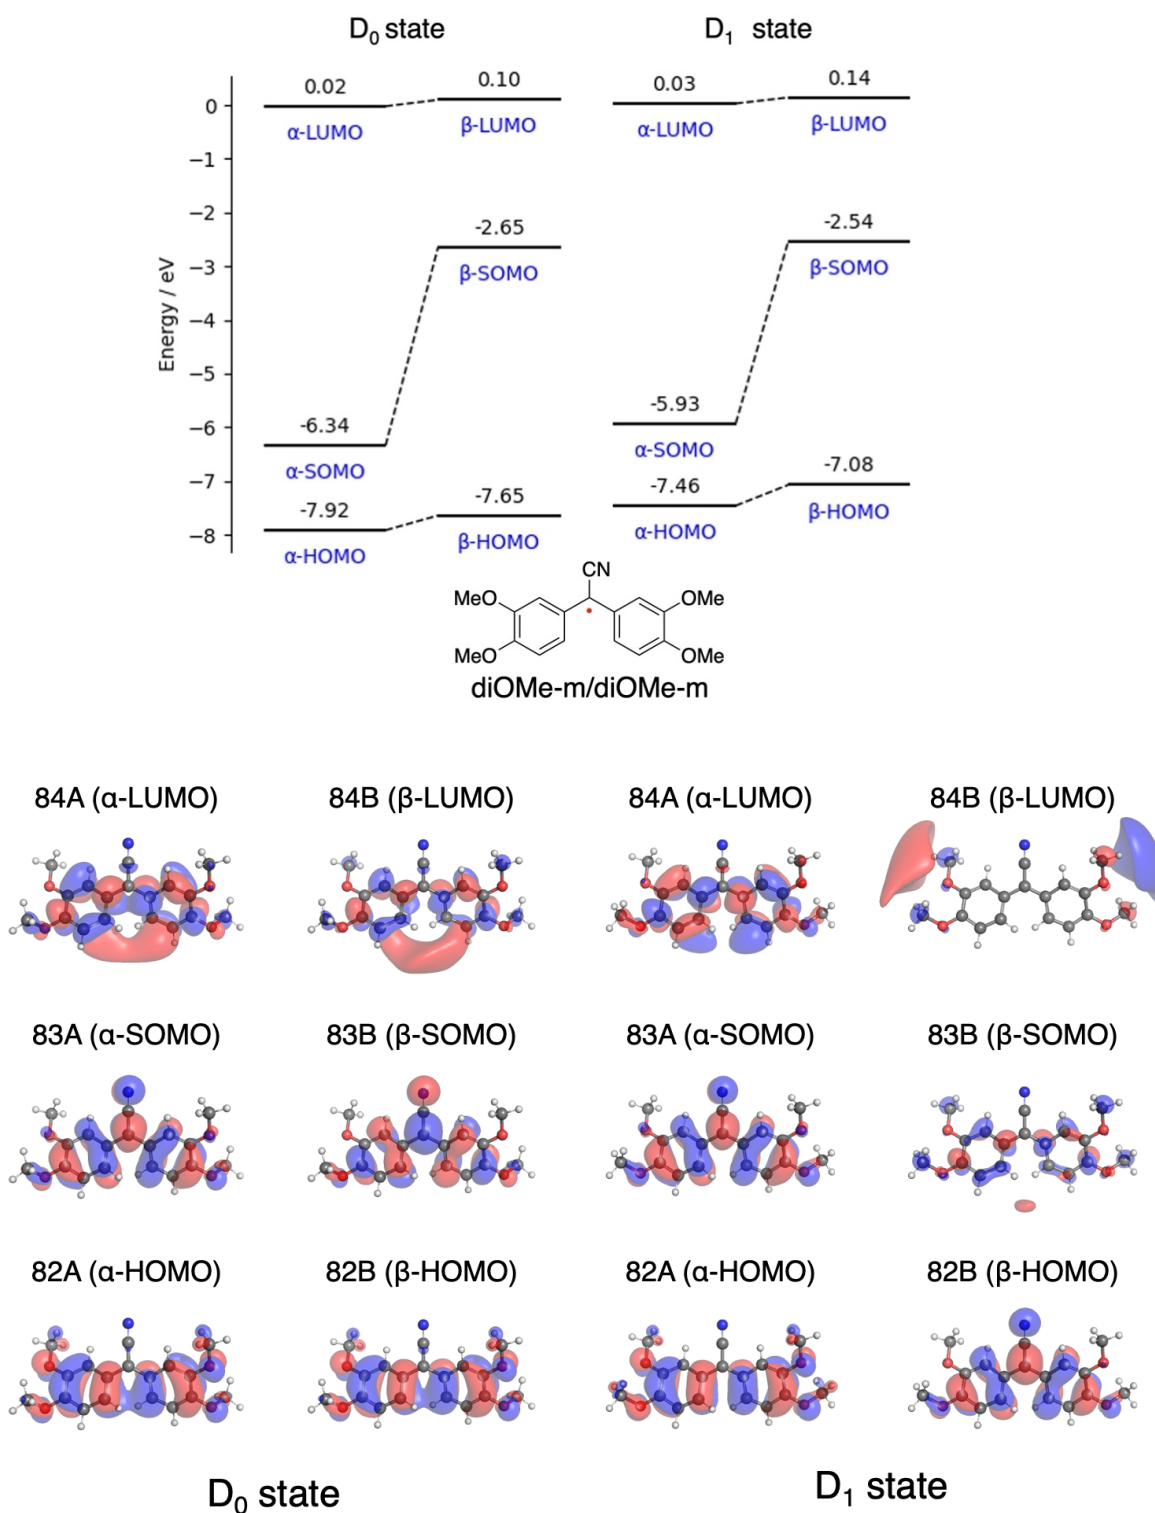 D₀ state
D₁ state
0.02
0.10
0.03
0.14
0
α-LUMO
β-LUMO
α-LUMO
β-LUMO
−1
−2
-2.65
-2.54
−3
β-SOMO
β-SOMO
Energy / eV
−4
−5
-6.34
-5.93
−6
α-SOMO
α-SOMO
−7
-7.92
-7.65
-7.46
-7.08
−8
α-HOMO
β-HOMO
α-HOMO
β-HOMO
CN
MeO
OMe
MeO
OMe
diOMe-m/diOMe-m
84A (α-LUMO)
84B (β-LUMO)
84A (α-LUMO)
84B (β-LUMO)
83A (α-SOMO)
83B (β-SOMO)
83A (α-SOMO)
83B (β-SOMO)
82A (α-HOMO)
82B (β-HOMO)
82A (α-HOMO)
82B (β-HOMO)
D₀ state
D₁ state